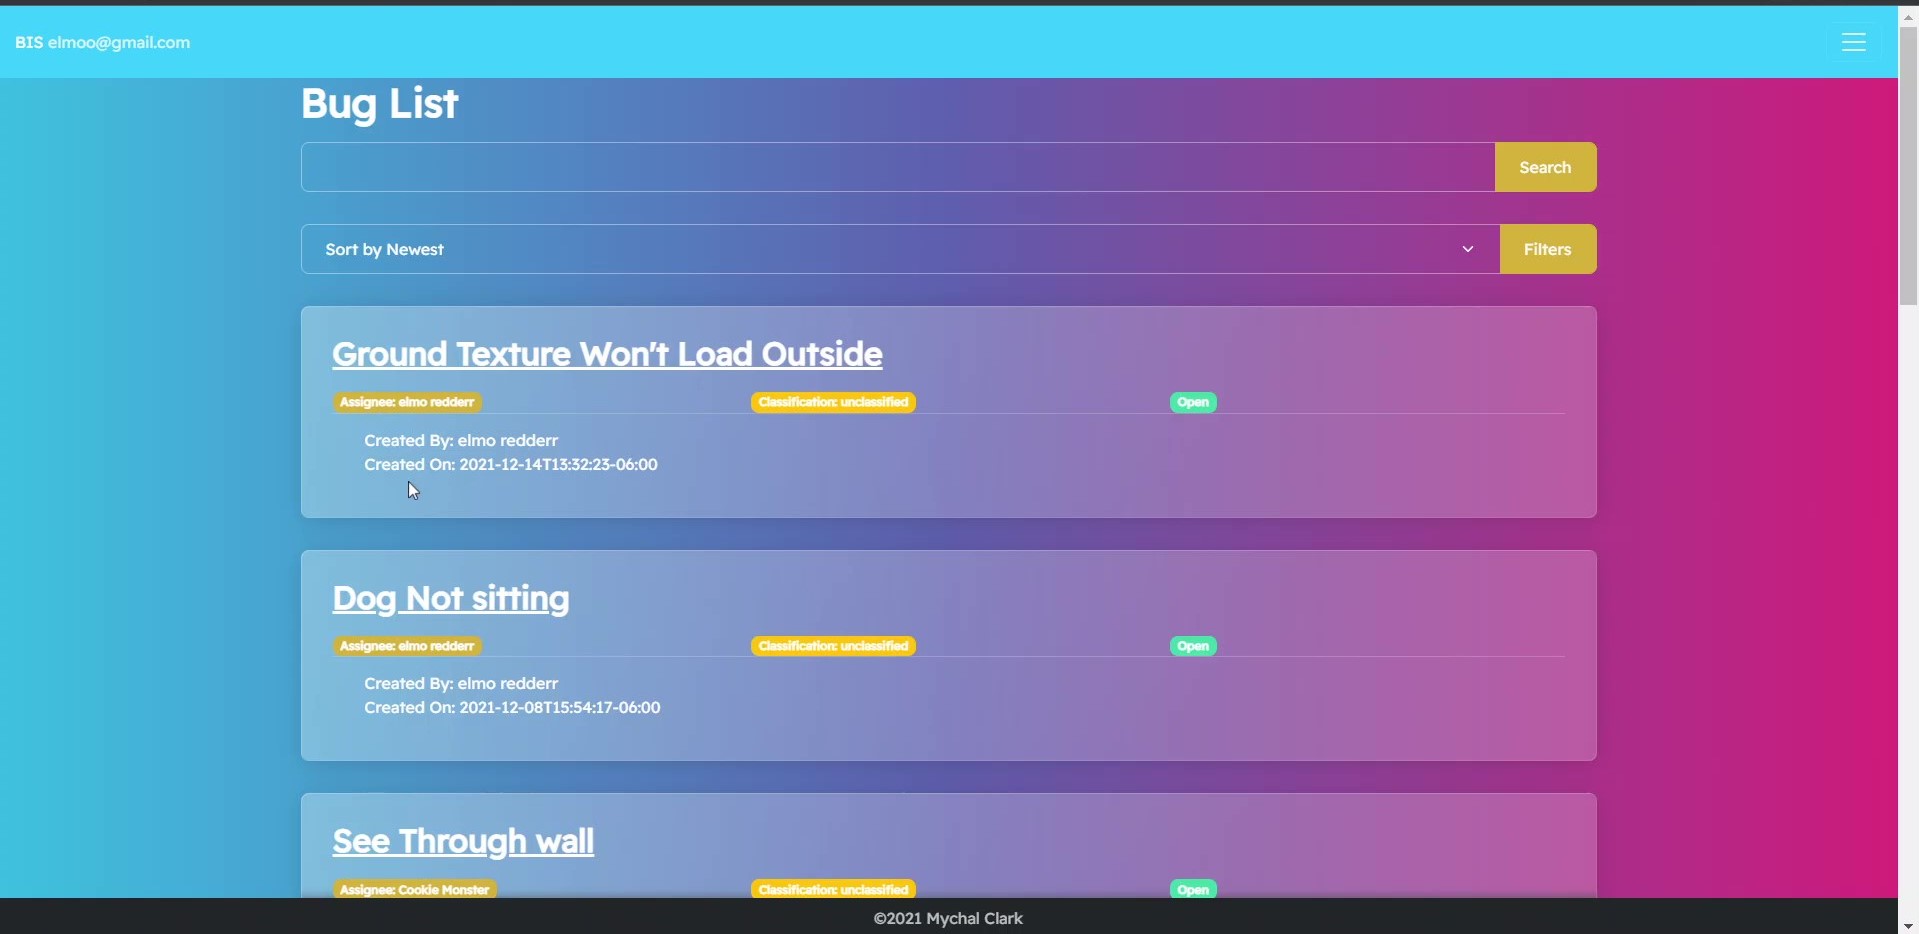 BIS elmoo@gmail.com
Bug List
Search
Sort by Newest
Filters
Ground Texture Won't Load Outside
Assignee: elmo redderr Classification: unclassified Open
Created By: elmo redderr
Created On: 2021-12-14T13:32:23-06:00
Dog Not sitting
Assignee: elmo redderr Classification: unclassified Open
Created By: elmo redderr
Created On: 2021-12-08T15:54:17-06:00
See Through wall
Assignee: Cookie Monster Classification: unclassified Open
©2021 Mychal Clark